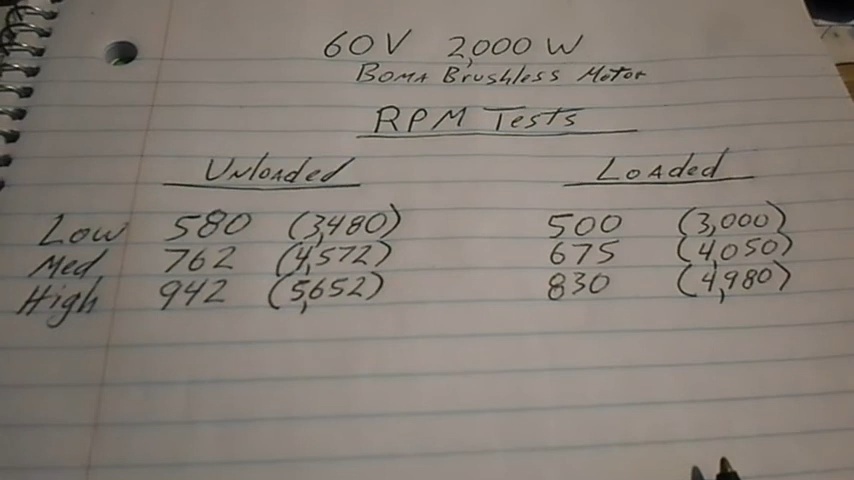 60V 2,000 W
Boma Brushless Motor
RPM Tests
Unloaded Loaded
Low 580 (3,480) 500 (3,000)
Med 762 (4,572) 675 (4,050)
High 942 (5,652) 830 (4,980)